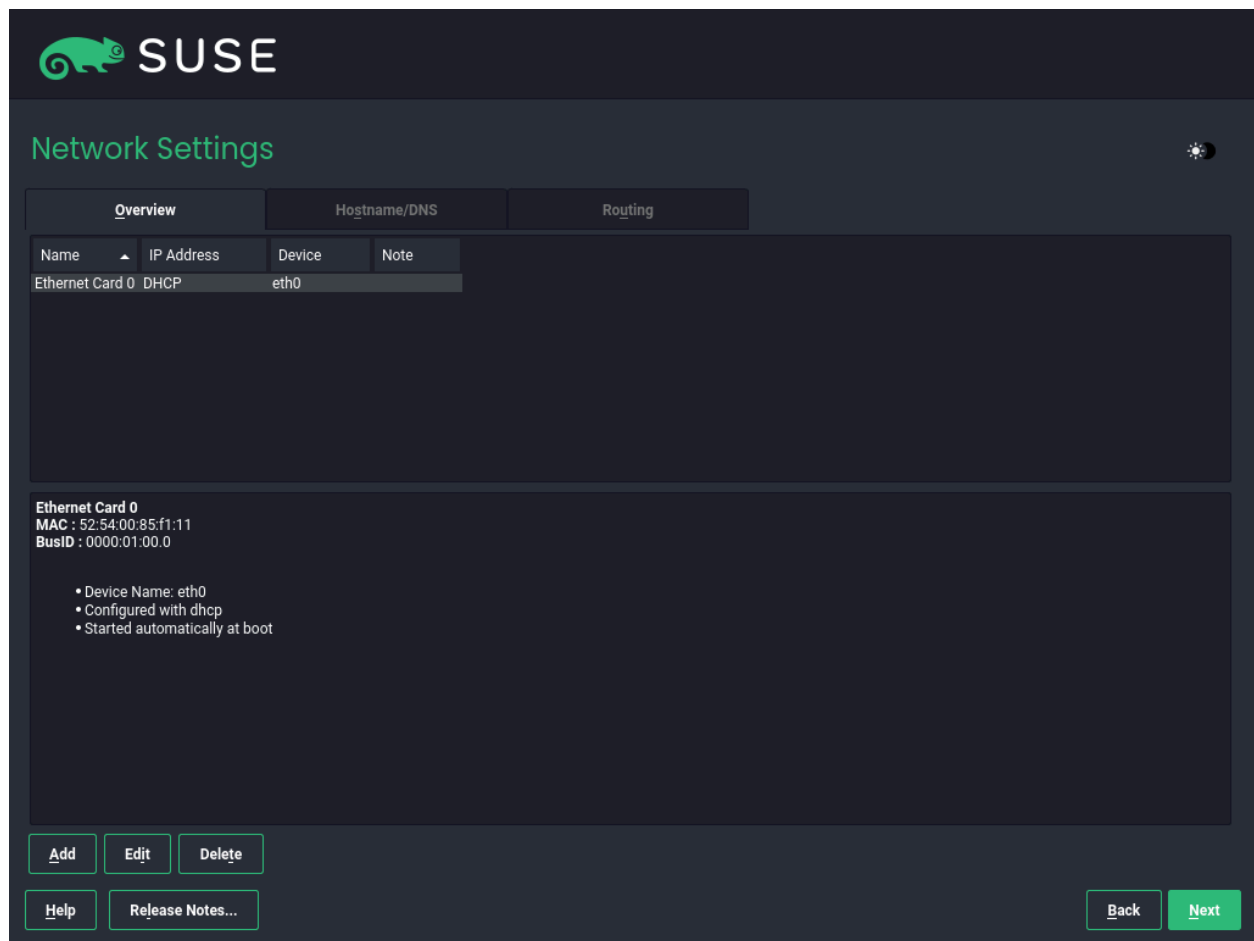 SUSE
Network Settings
Overview Hostname/DNS Routing
Name IP Address Device Note
Ethernet Card 0 DHCP eth0
Ethernet Card 0
MAC : 52:54:00:85:f1:11
BusID : 0000:01:00.0
• Device Name: eth0
• Configured with dhcp
• Started automatically at boot
Add Edit Delete
Help Release Notes... Back Next